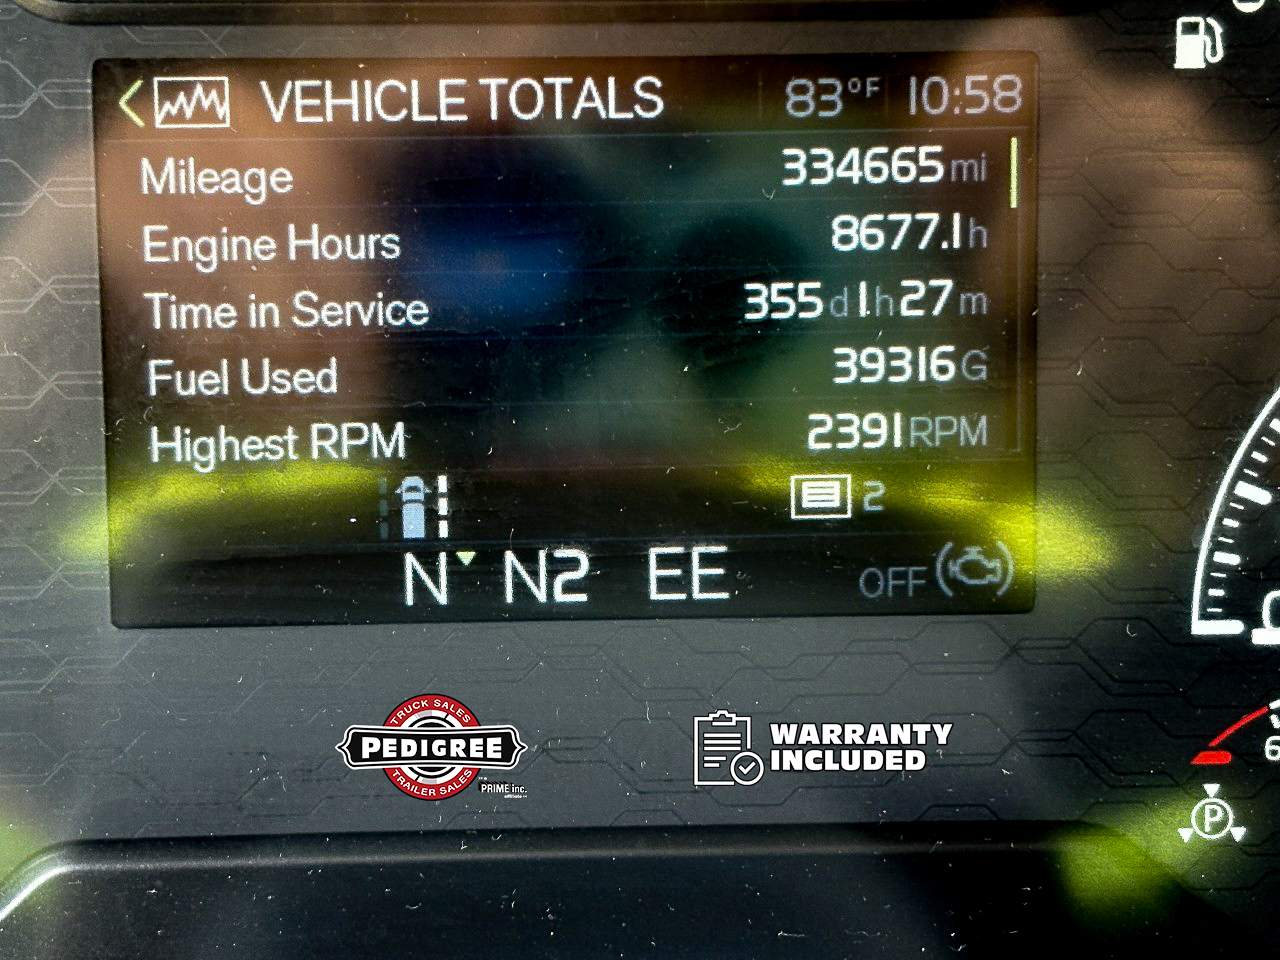 VEHICLE TOTALS 83°F 10:58
Mileage 334665 mi
Engine Hours 8677.1 h
Time in Service 355 d 1 h 27 m
Fuel Used 39316 G
Highest RPM 2391 RPM
2
N N2 EE
OFF
TRUCK SALES
PEDIGREE
TRAILER SALES
PRIME inc.
WARRANTY
INCLUDED
P